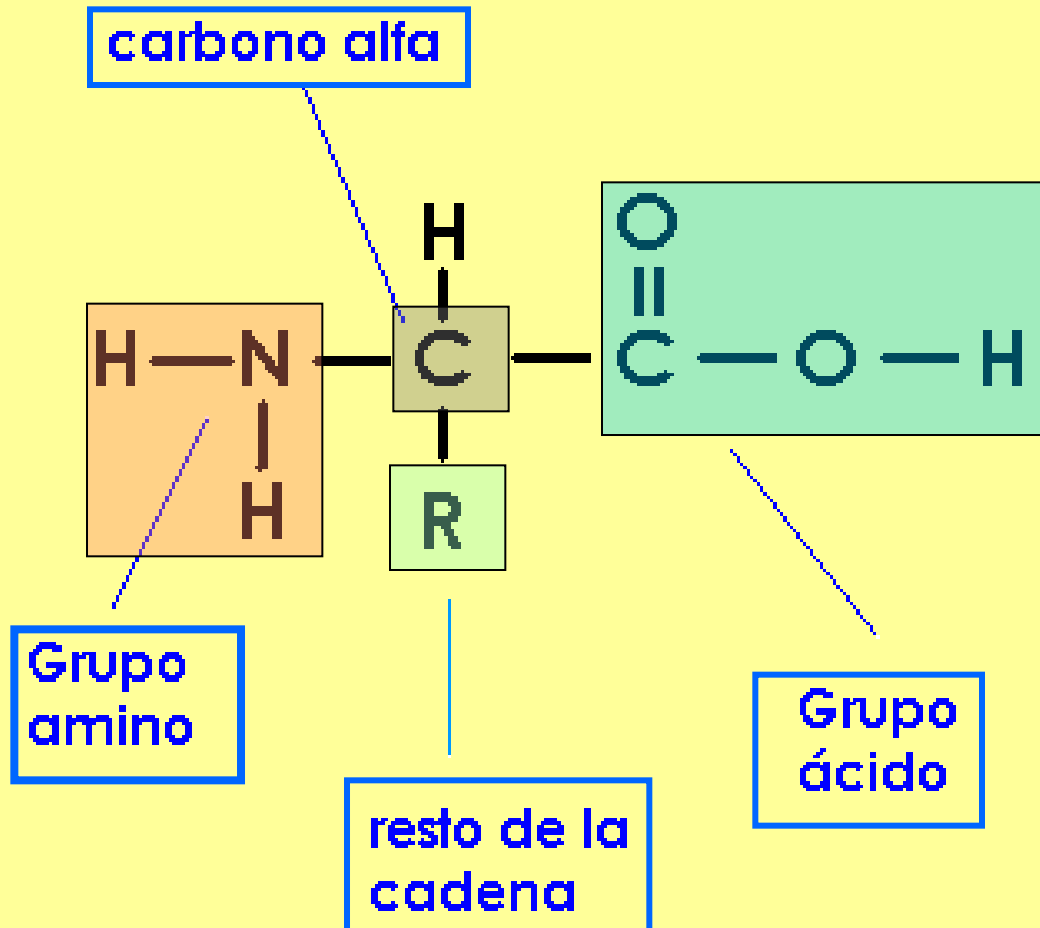 carbono alfa
O
H
||
H — N — C — C — O — H
|
H
R
Grupo
amino
Grupo
ácido
resto de la
cadena